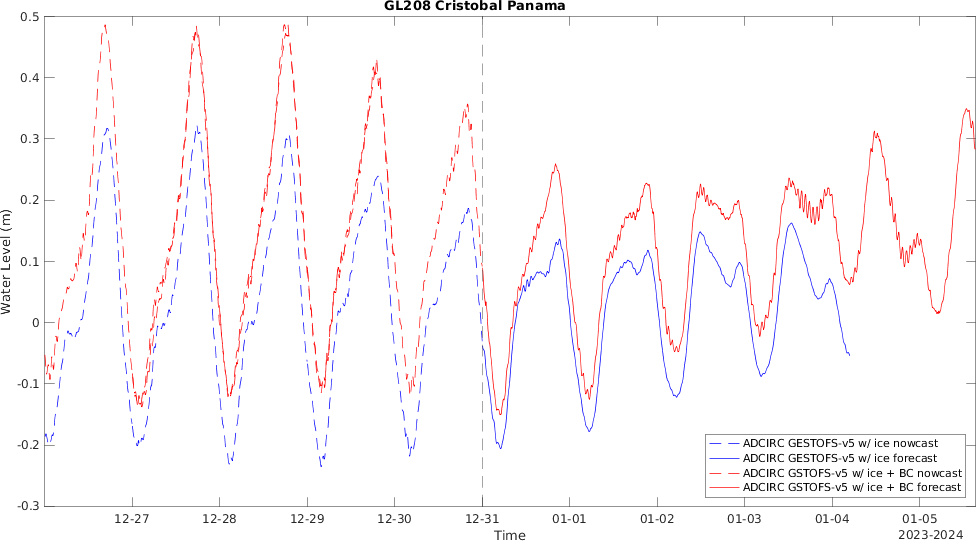 GL208 Cristobal Panama
0.5
0.4
0.3
0.2
0.1
0
-0.1
-0.2
-0.3
Water Level (m)
12-27 12-28 12-29 12-30 12-31 01-01 01-02 01-03 01-04 01-05
Time
2023-2024
ADCIRC GESTOFS-v5 w/ ice nowcast
ADCIRC GESTOFS-v5 w/ ice forecast
ADCIRC GSTOFS-v5 w/ ice + BC nowcast
ADCIRC GSTOFS-v5 w/ ice + BC forecast